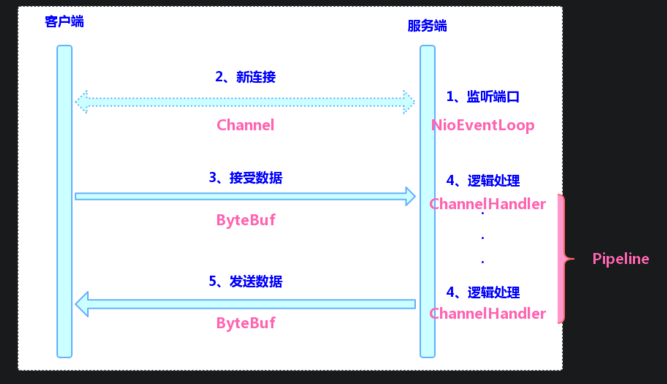 客户端
服务端
2、新连接
1、监听端口
Channel
NioEventLoop
3、接受数据
4、逻辑处理
ChannelHandler
ByteBuf
.
.
.
Pipeline
5、发送数据
4、逻辑处理
ChannelHandler
ByteBuf